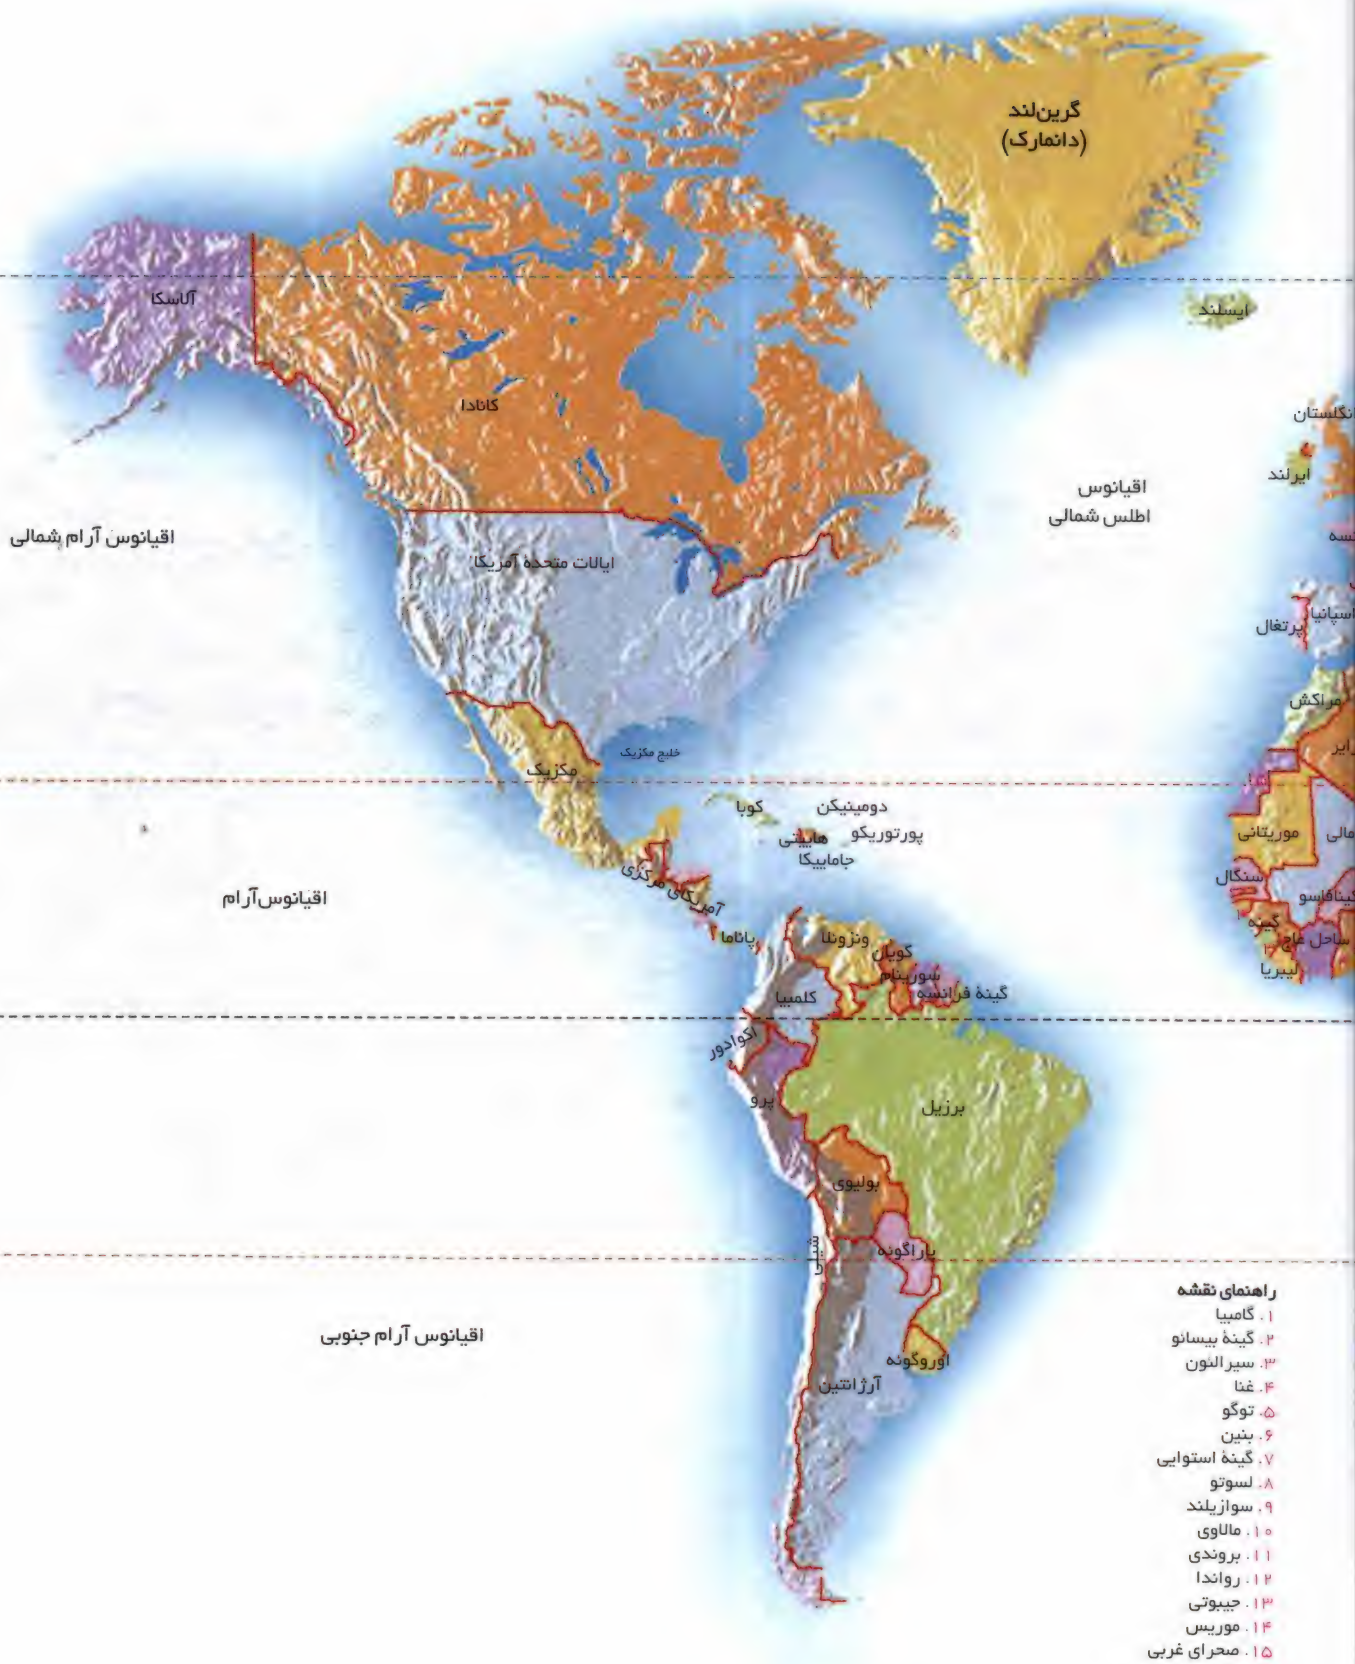 گرین‌لند
(دانمارک)
آلاسکا
ایسلند
کانادا
انگلستان
ایرلند
اقیانوس
اطلس شمالی
اقیانوس آرام شمالی
ایالات متحدهٔ آمریکا
اسپانیا
پرتغال
مراکش
خلیج مکزیک
مکزیک
کوبا
دومینیکن
هاییتی
پورتوریکو
جاماییکا
۱۵
موریتانی
مالی
آمریکای مرکزی
سنگال
اقیانوس آرام
پاناما
ونزوئلا
گویان
سورینام
گینهٔ فرانسه
گینه
ساحل عاج
لیبریا
کلمبیا
اکوادور
پرو
برزیل
بولیوی
پاراگوئه
شیلی
اقیانوس آرام جنوبی
اوروگوئه
آرژانتین
راهنمای نقشه
۱. گامبیا
۲. گینهٔ بیسائو
۳. سیرالئون
۴. غنا
۵. توگو
۶. بنین
۷. گینهٔ استوایی
۸. لسوتو
۹. سوازیلند
۱۰. مالاوی
۱۱. بروندی
۱۲. رواندا
۱۳. جیبوتی
۱۴. موریس
۱۵. صحرای غربی